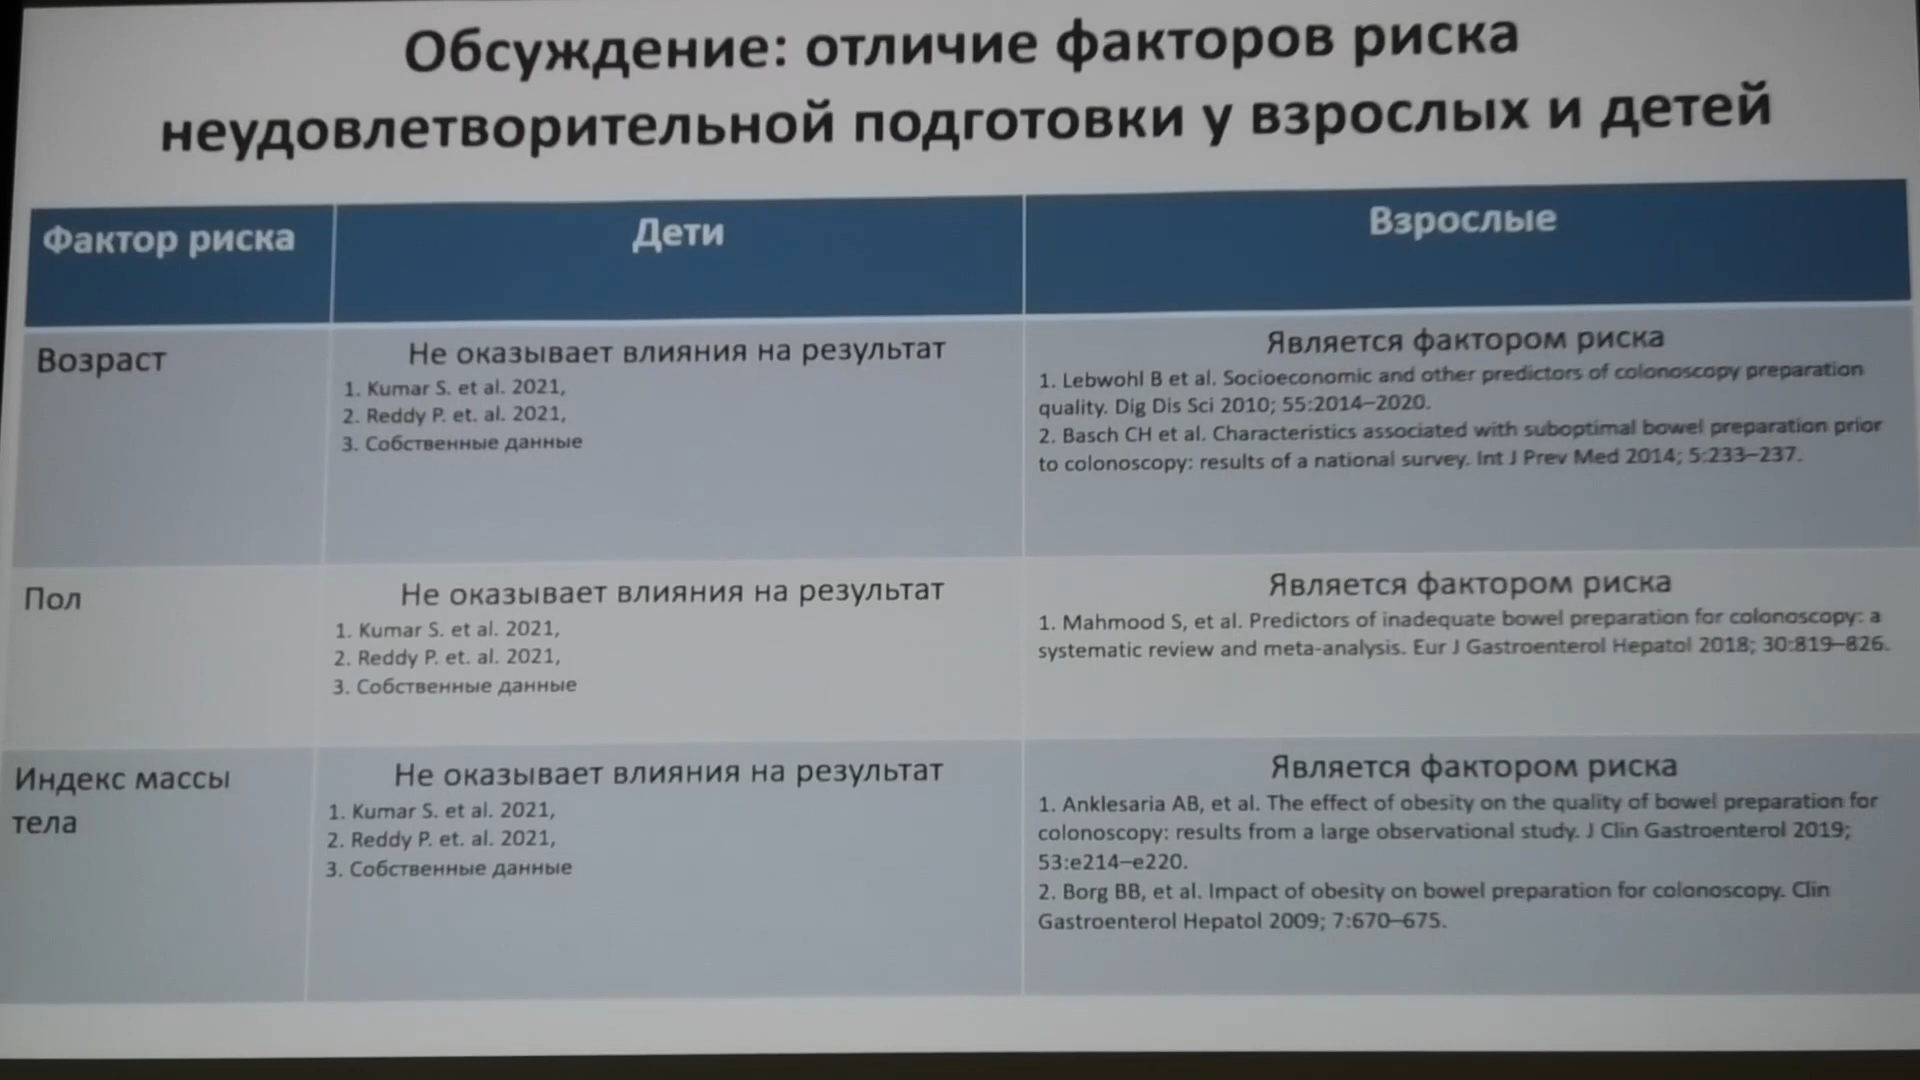 Обсуждение: отличие факторов риска
неудовлетворительной подготовки у взрослых и детей
Фактор риска
Дети
Взрослые
Возраст
Не оказывает влияния на результат
1. Kumar S. et al. 2021,
2. Reddy P. et. al. 2021,
3. Собственные данные
Является фактором риска
1. Lebwohl B et al. Socioeconomic and other predictors of colonoscopy preparation
quality. Dig Dis Sci 2010; 55:2014–2020.
2. Basch CH et al. Characteristics associated with suboptimal bowel preparation prior
to colonoscopy: results of a national survey. Int J Prev Med 2014; 5:233–237.
Пол
Не оказывает влияния на результат
1. Kumar S. et al. 2021,
2. Reddy P. et. al. 2021,
3. Собственные данные
Является фактором риска
1. Mahmood S, et al. Predictors of inadequate bowel preparation for colonoscopy: a
systematic review and meta-analysis. Eur J Gastroenterol Hepatol 2018; 30:819–826.
Индекс массы
тела
Не оказывает влияния на результат
1. Kumar S. et al. 2021,
2. Reddy P. et. al. 2021,
3. Собственные данные
Является фактором риска
1. Anklesaria AB, et al. The effect of obesity on the quality of bowel preparation for
colonoscopy: results from a large observational study. J Clin Gastroenterol 2019;
53:e214–e220.
2. Borg BB, et al. Impact of obesity on bowel preparation for colonoscopy. Clin
Gastroenterol Hepatol 2009; 7:670–675.